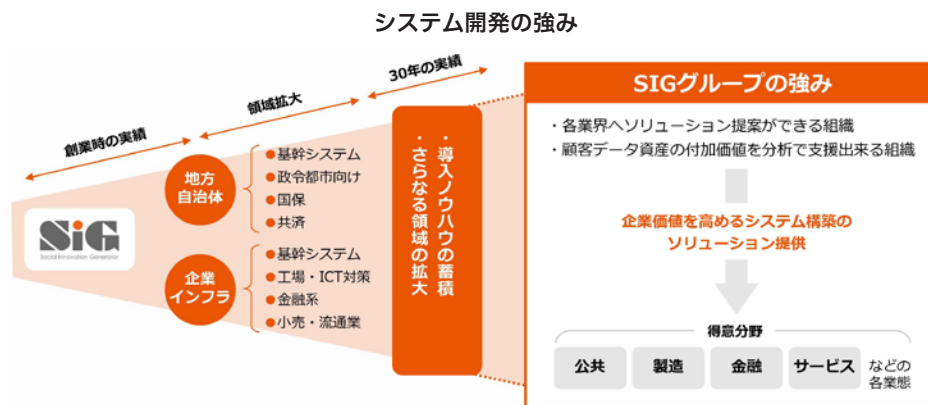 システム開発の強み
創業時の実績
領域拡大
30年の実績
SiG
Social Innovation Generator
地方
自治体
●基幹システム
●政令都市向け
●国保
●共済
企業
インフラ
●基幹システム
●工場・ICT対策
●金融系
●小売・流通業
・導入ノウハウの蓄積
・さらなる領域の拡大
SIGグループの強み
・各業界へソリューション提案ができる組織
・顧客データ資産の付加価値を分析で支援出来る組織
企業価値を高めるシステム構築の
ソリューション提供
得意分野
公共
製造
金融
サービス
などの
各業態